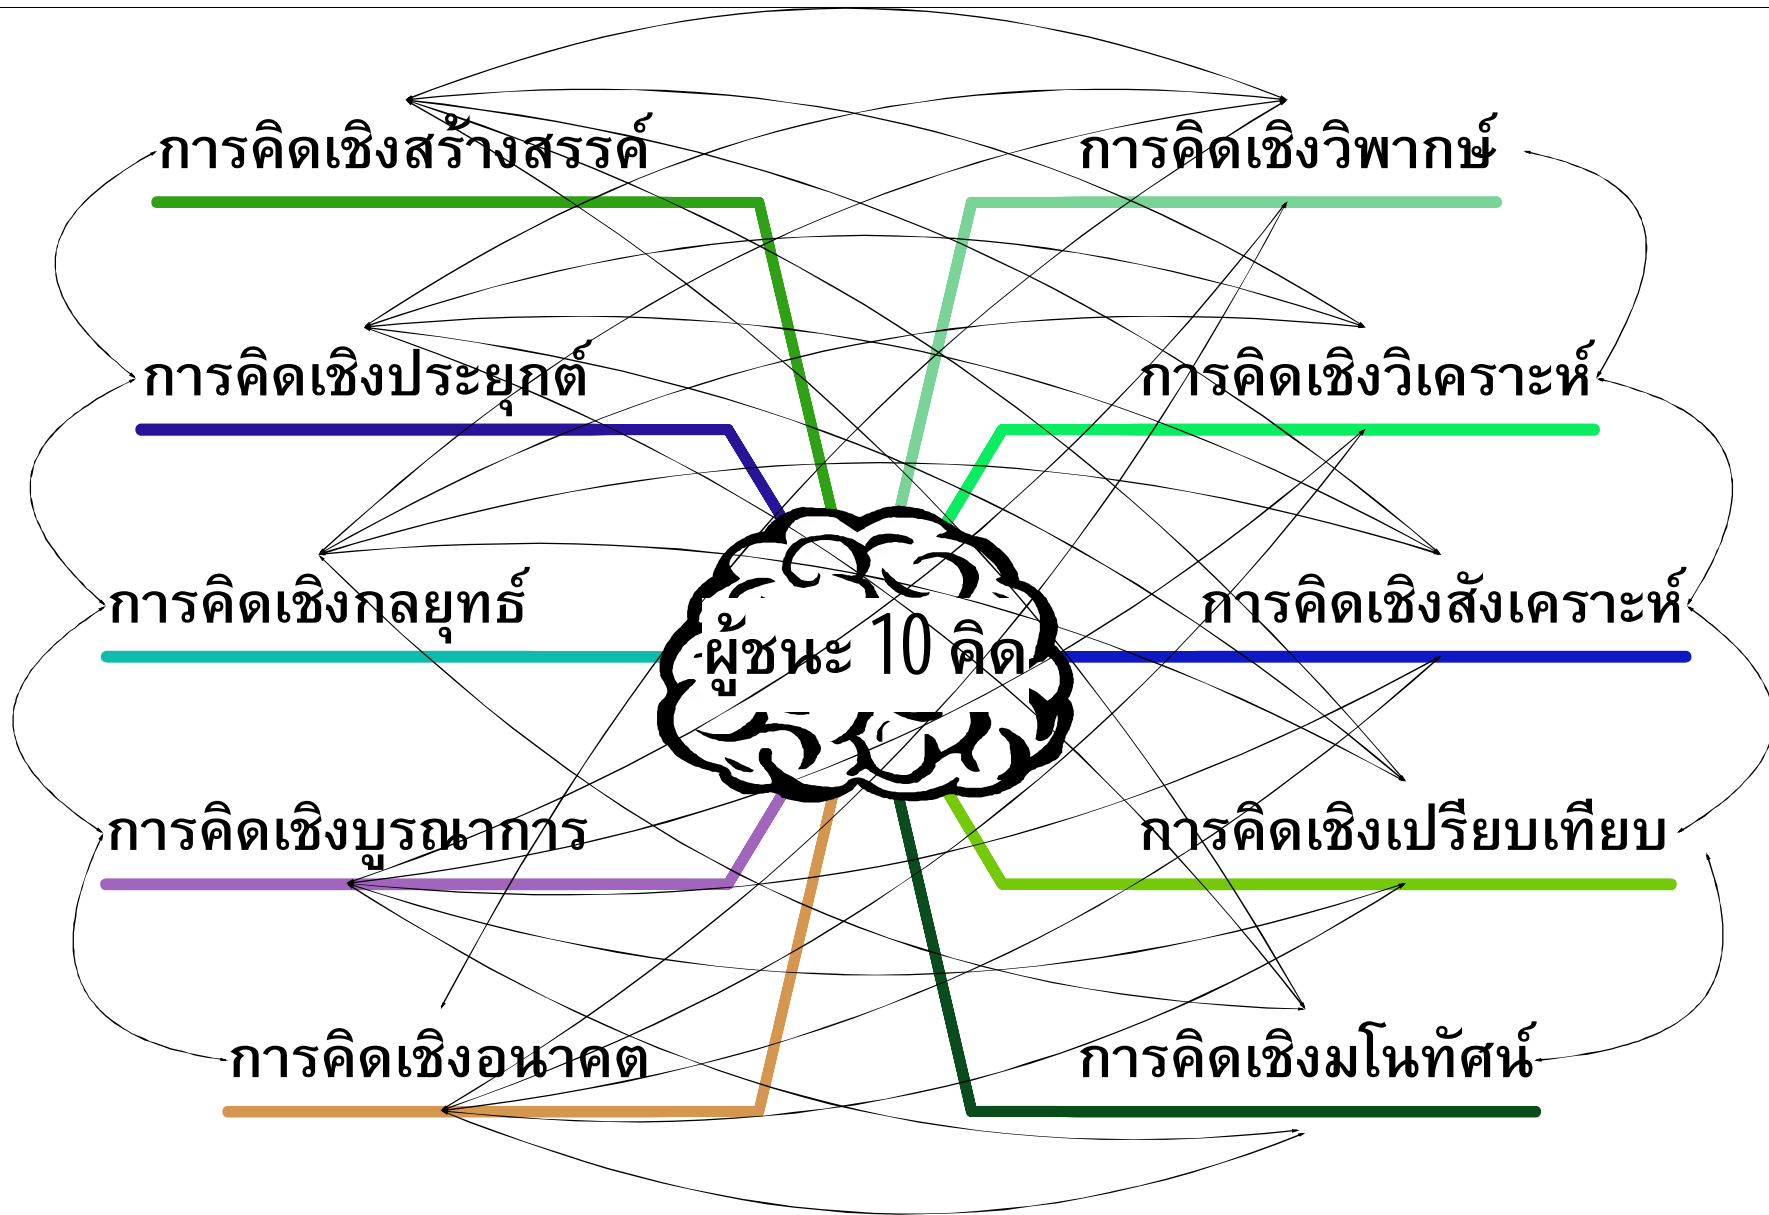 การคิดเชิงสร้างสรรค์
การคิดเชิงวิพากษ์
การคิดเชิงประยุกต์
การคิดเชิงวิเคราะห์
การคิดเชิงกลยุทธ์
การคิดเชิงสังเคราะห์
ผู้ชนะ 10 คิด
การคิดเชิงบูรณาการ
การคิดเชิงเปรียบเทียบ
การคิดเชิงอนาคต
การคิดเชิงมโนทัศน์